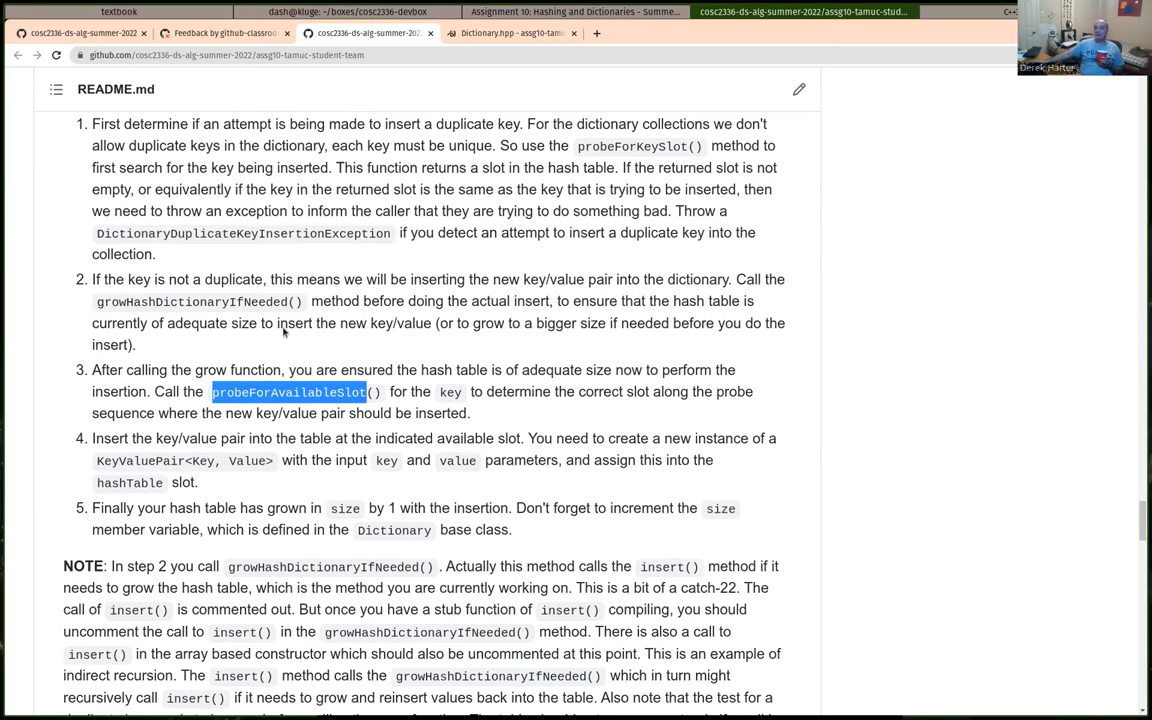 textbook
dash@kluge: ~/boxes/cosc2336-devbox
Assignment 10: Hashing and Dictionaries - Summe...
cosc2336-ds-alg-summer-2022/assg10-tamuc-stud...
C++
cosc2336-ds-alg-summer-2022
Feedback by github-classroo
cosc2336-ds-alg-summer-2022
Dictionary.hpp - assg10-tamu
github.com/cosc2336-ds-alg-summer-2022/assg10-tamuc-student-team
Derek Harter
README.md
1. First determine if an attempt is being made to insert a duplicate key. For the dictionary collections we don't
allow duplicate keys in the dictionary, each key must be unique. So use the probeForKeySlot() method to
first search for the key being inserted. This function returns a slot in the hash table. If the returned slot is not
empty, or equivalently if the key in the returned slot is the same as the key that is trying to be inserted, then
we need to throw an exception to inform the caller that they are trying to do something bad. Throw a
DictionaryDuplicateKeyInsertionException if you detect an attempt to insert a duplicate key into the
collection.
2. If the key is not a duplicate, this means we will be inserting the new key/value pair into the dictionary. Call the
growHashDictionaryIfNeeded() method before doing the actual insert, to ensure that the hash table is
currently of adequate size to insert the new key/value (or to grow to a bigger size if needed before you do the
insert).
3. After calling the grow function, you are ensured the hash table is of adequate size now to perform the
insertion. Call the probeForAvailableSlot() for the key to determine the correct slot along the probe
sequence where the new key/value pair should be inserted.
4. Insert the key/value pair into the table at the indicated available slot. You need to create a new instance of a
KeyValuePair<Key, Value> with the input key and value parameters, and assign this into the
hashTable slot.
5. Finally your hash table has grown in size by 1 with the insertion. Don't forget to increment the size
member variable, which is defined in the Dictionary base class.
NOTE: In step 2 you call growHashDictionaryIfNeeded(). Actually this method calls the insert() method if it
needs to grow the hash table, which is the method you are currently working on. This is a bit of a catch-22. The
call of insert() is commented out. But once you have a stub function of insert() compiling, you should
uncomment the call to insert() in the growHashDictionaryIfNeeded() method. There is also a call to
insert() in the array based constructor which should also be uncommented at this point. This is an example of
indirect recursion. The insert() method calls the growHashDictionaryIfNeeded() which in turn might
recursively call insert() if it needs to grow and reinsert values back into the table. Also note that the test for a